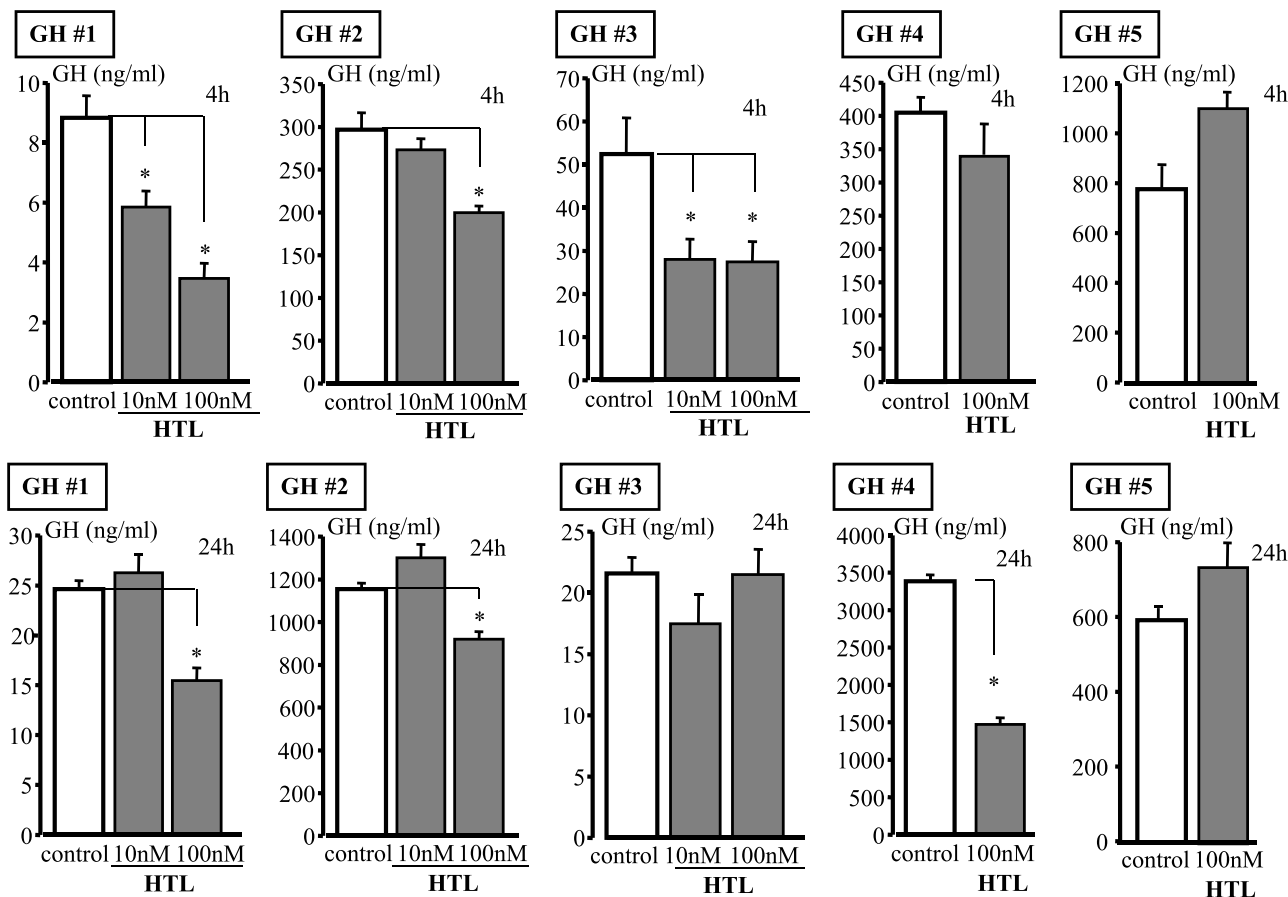 GH #1
GH (ng/ml)
4h
10
8
6
4
2
0
*
*
control 10nM 100nM
HTL
GH #2
GH (ng/ml)
4h
350
300
250
200
150
100
50
0
*
control 10nM 100nM
HTL
GH #3
GH (ng/ml)
4h
70
60
50
40
30
20
10
0
* *
control 10nM 100nM
HTL
GH #4
GH (ng/ml)
4h
450
400
350
300
250
200
150
100
50
0
control 100nM
HTL
GH #5
GH (ng/ml)
4h
1200
1000
800
600
400
200
0
control 100nM
HTL
GH #1
GH (ng/ml)
24h
30
25
20
15
10
5
0
*
control 10nM 100nM
HTL
GH #2
GH (ng/ml)
24h
1400
1200
1000
800
600
400
200
0
*
control 10nM 100nM
HTL
GH #3
GH (ng/ml)
24h
25
20
15
10
5
0
control 10nM 100nM
HTL
GH #4
GH (ng/ml)
24h
4000
3500
3000
2500
2000
1500
1000
500
0
*
control 100nM
HTL
GH #5
GH (ng/ml)
24h
800
600
400
200
0
control 100nM
HTL